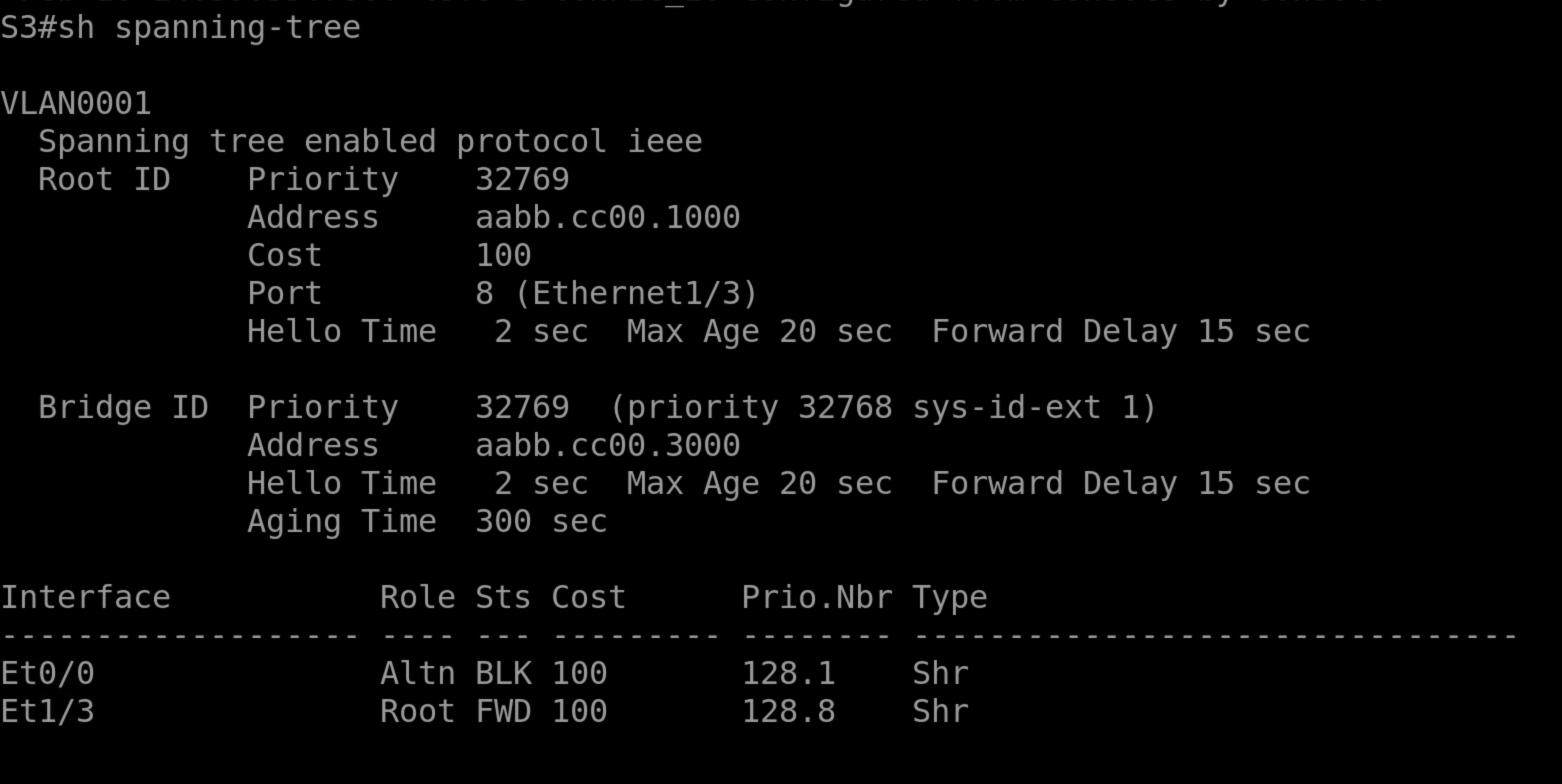 S3#sh spanning-tree

VLAN0001
  Spanning tree enabled protocol ieee
  Root ID    Priority    32769
             Address     aabb.cc00.1000
             Cost        100
             Port        8 (Ethernet1/3)
             Hello Time   2 sec  Max Age 20 sec  Forward Delay 15 sec

  Bridge ID  Priority    32769  (priority 32768 sys-id-ext 1)
             Address     aabb.cc00.3000
             Hello Time   2 sec  Max Age 20 sec  Forward Delay 15 sec
             Aging Time  300 sec

Interface           Role Sts Cost      Prio.Nbr Type
------------------- ---- --- --------- -------- --------------------------------
Et0/0               Altn BLK 100       128.1    Shr
Et1/3               Root FWD 100       128.8    Shr